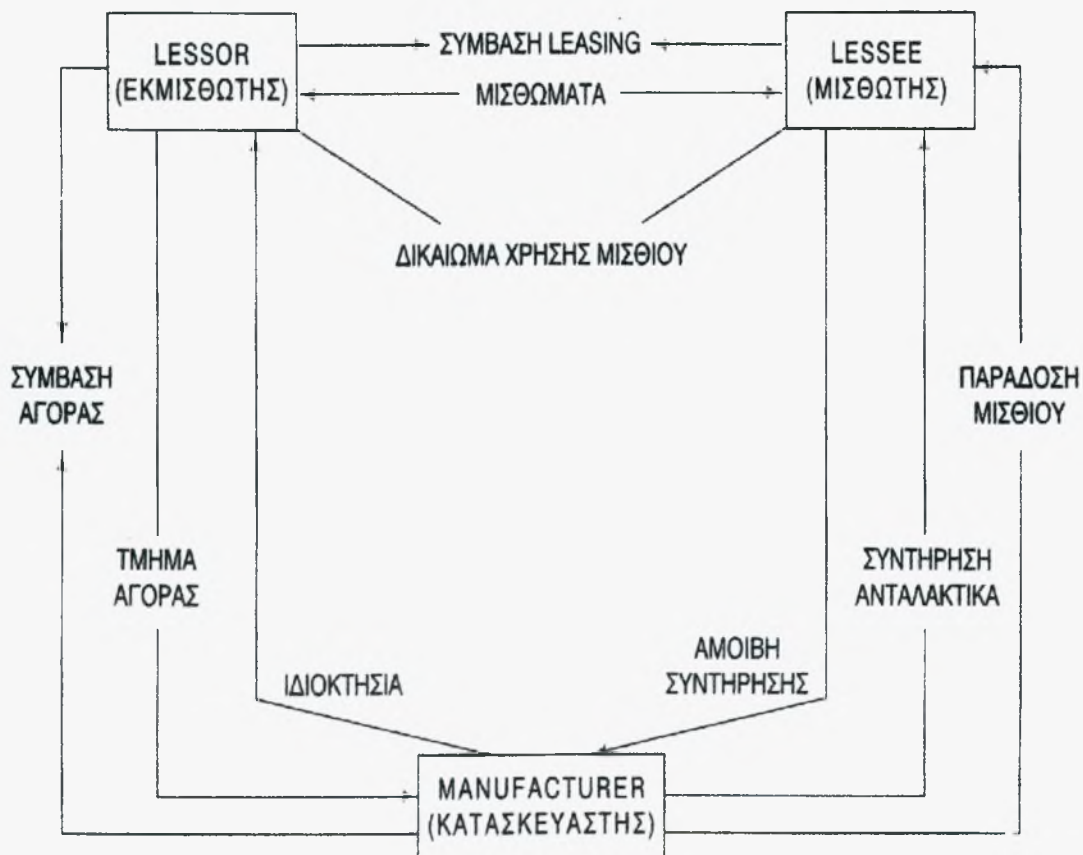 LESSOR
(ΕΚΜΙΣΘΩΤΗΣ)
ΣΥΜΒΑΣΗ LEASING
ΜΙΣΘΩΜΑΤΑ
LESSEE
(ΜΙΣΘΩΤΗΣ)
ΔΙΚΑΙΩΜΑ ΧΡΗΣΗΣ ΜΙΣΘΙΟΥ
ΣΥΜΒΑΣΗ
ΑΓΟΡΑΣ
ΠΑΡΑΔΟΣΗ
ΜΙΣΘΙΟΥ
ΤΜΗΜΑ
ΑΓΟΡΑΣ
ΣΥΝΤΗΡΗΣΗ
ΑΝΤΑΛΑΚΤΙΚΑ
ΙΔΙΟΚΤΗΣΙΑ
ΑΜΟΙΒΗ
ΣΥΝΤΗΡΗΣΗΣ
MANUFACTURER
(ΚΑΤΑΣΚΕΥΑΣΤΗΣ)